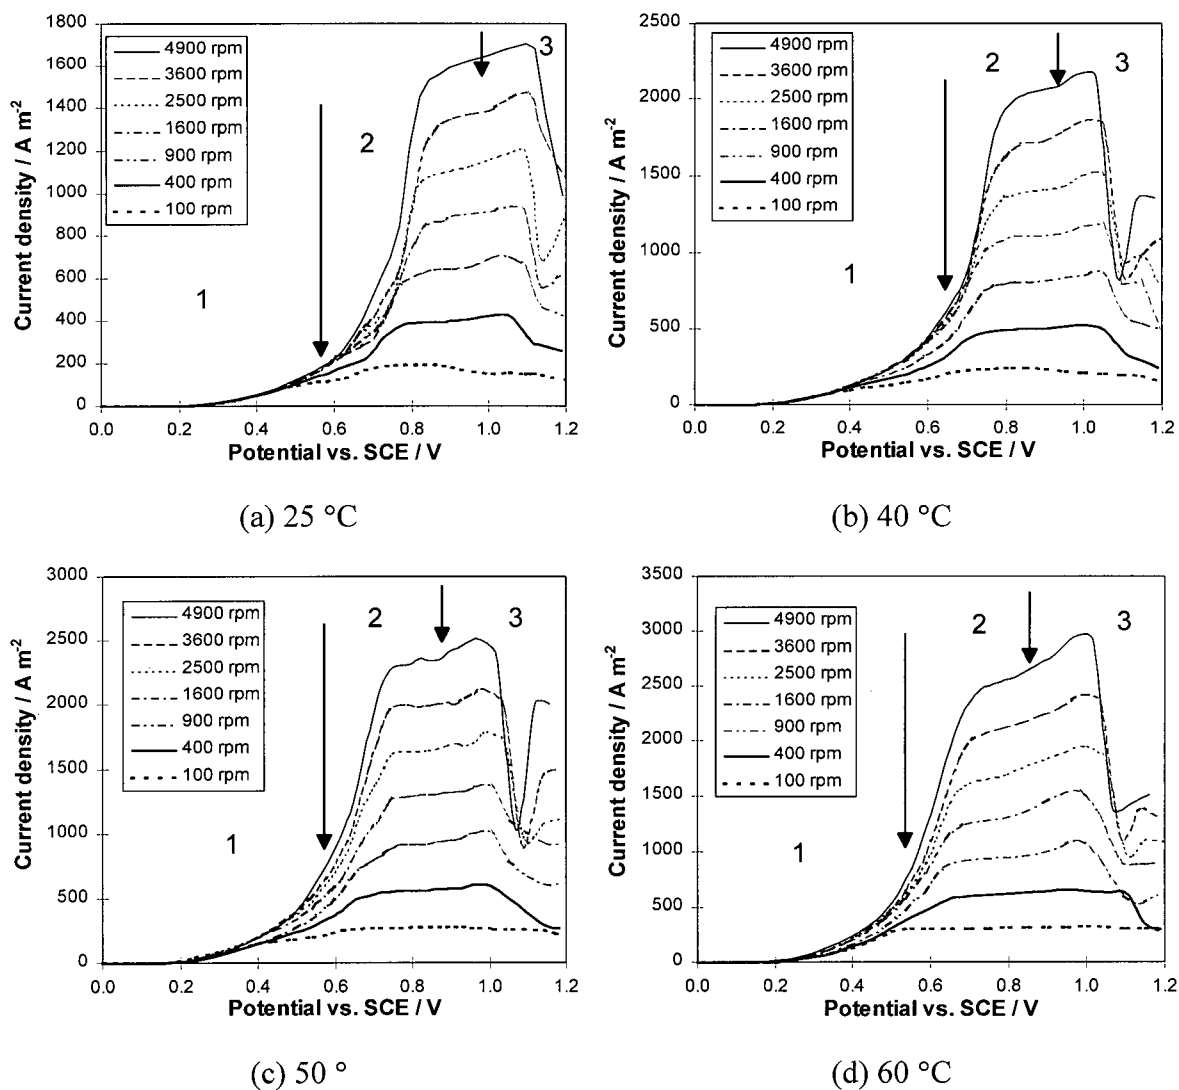 1800
1600
1400
1200
1000
800
600
400
200
0
Current density / A m-2
4900 rpm
3600 rpm
2500 rpm
1600 rpm
900 rpm
400 rpm
100 rpm
1
2
3
0.0 0.2 0.4 0.6 0.8 1.0 1.2
Potential vs. SCE / V
(a) 25 °C
2500
2000
1500
1000
500
0
Current density / A m-2
4900 rpm
3600 rpm
2500 rpm
1600 rpm
900 rpm
400 rpm
100 rpm
1
2
3
0.0 0.2 0.4 0.6 0.8 1.0 1.2
Potential vs. SCE / V
(b) 40 °C
3000
2500
2000
1500
1000
500
0
Current density / A m-2
4900 rpm
3600 rpm
2500 rpm
1600 rpm
900 rpm
400 rpm
100 rpm
1
2
3
0.0 0.2 0.4 0.6 0.8 1.0 1.2
Potential vs. SCE / V
(c) 50 °
3500
3000
2500
2000
1500
1000
500
0
Current density / A m-2
4900 rpm
3600 rpm
2500 rpm
1600 rpm
900 rpm
400 rpm
100 rpm
1
2
3
0.0 0.2 0.4 0.6 0.8 1.0 1.2
Potential vs. SCE / V
(d) 60 °C